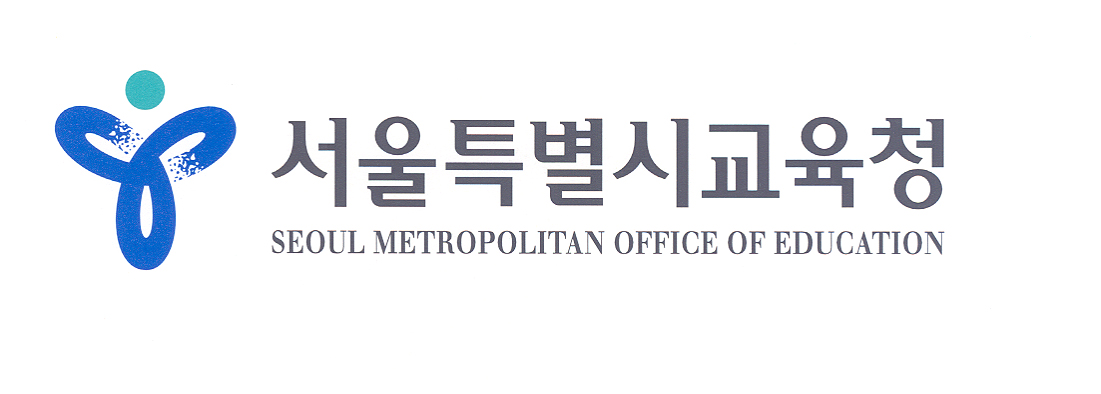 서울특별시교육청
SEOUL METROPOLITAN OFFICE OF EDUCATION